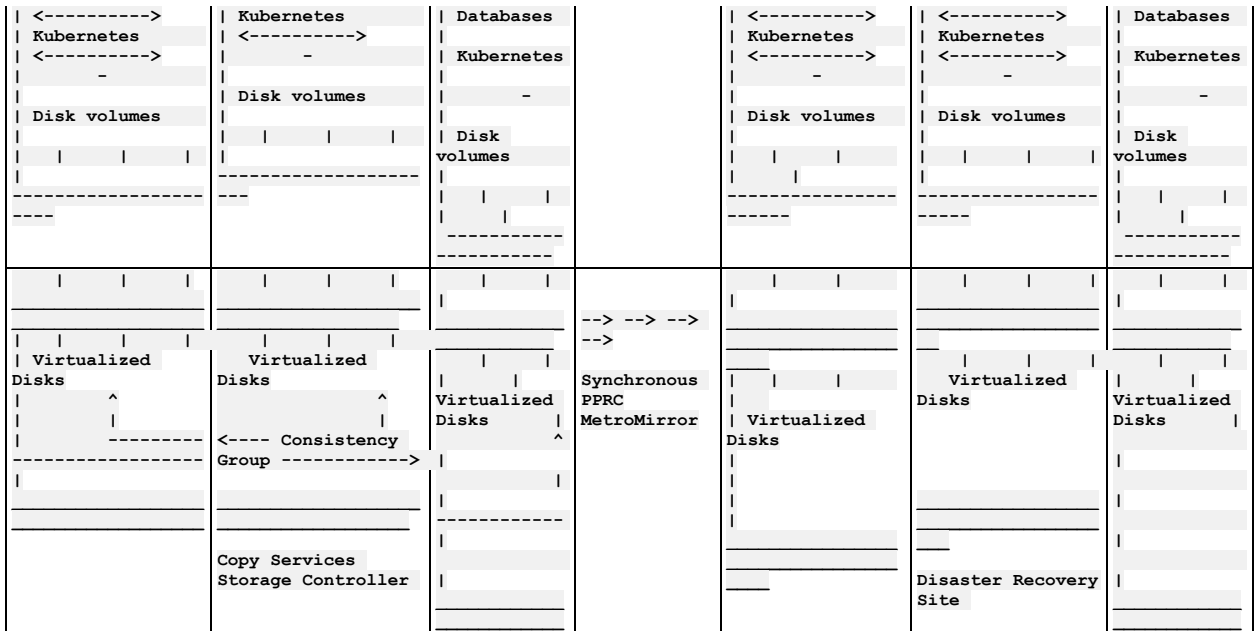 | <---------->
| Kubernetes
| <---------->
|       -
|
| Disk volumes
|
|   |     |     |
|
------------------
----
| Kubernetes
| <---------->
|       -
|
| Disk volumes
|
|   |     |     |
|
-------------------
---
| Databases
|
| Kubernetes
|
|       -
|
| Disk
volumes
|
|   |     |
|     |
-----------
-----------
| <---------->
| Kubernetes
| <---------->
|       -
|
| Disk volumes
|
|   |     |
|     |
----------------
------
| <---------->
| Kubernetes
| <---------->
|       -
|
| Disk volumes
|
|   |     |     |
|
-----------------
-----
| Databases
|
| Kubernetes
|
|       -
|
| Disk
volumes
|
|   |     |
|     |
-----------
-----------
| Virtualized
Disks
|         ^
|         |
|         ---------
------------------
|
Virtualized
Disks
^
|
<---- Consistency
Group ------------>
Copy Services
Storage Controller
|     |
|     |
Virtualized
Disks      |
^
|
|
|
------------
|
|
--> --> -->
-->
Synchronous
PPRC
MetroMirror
|   |     |
|
| Virtualized
Disks
|
|
|
|
|     |     |
Virtualized
Disks
Disaster Recovery
Site
|     |
|     |
Virtualized
Disks      |
|
|
|
|